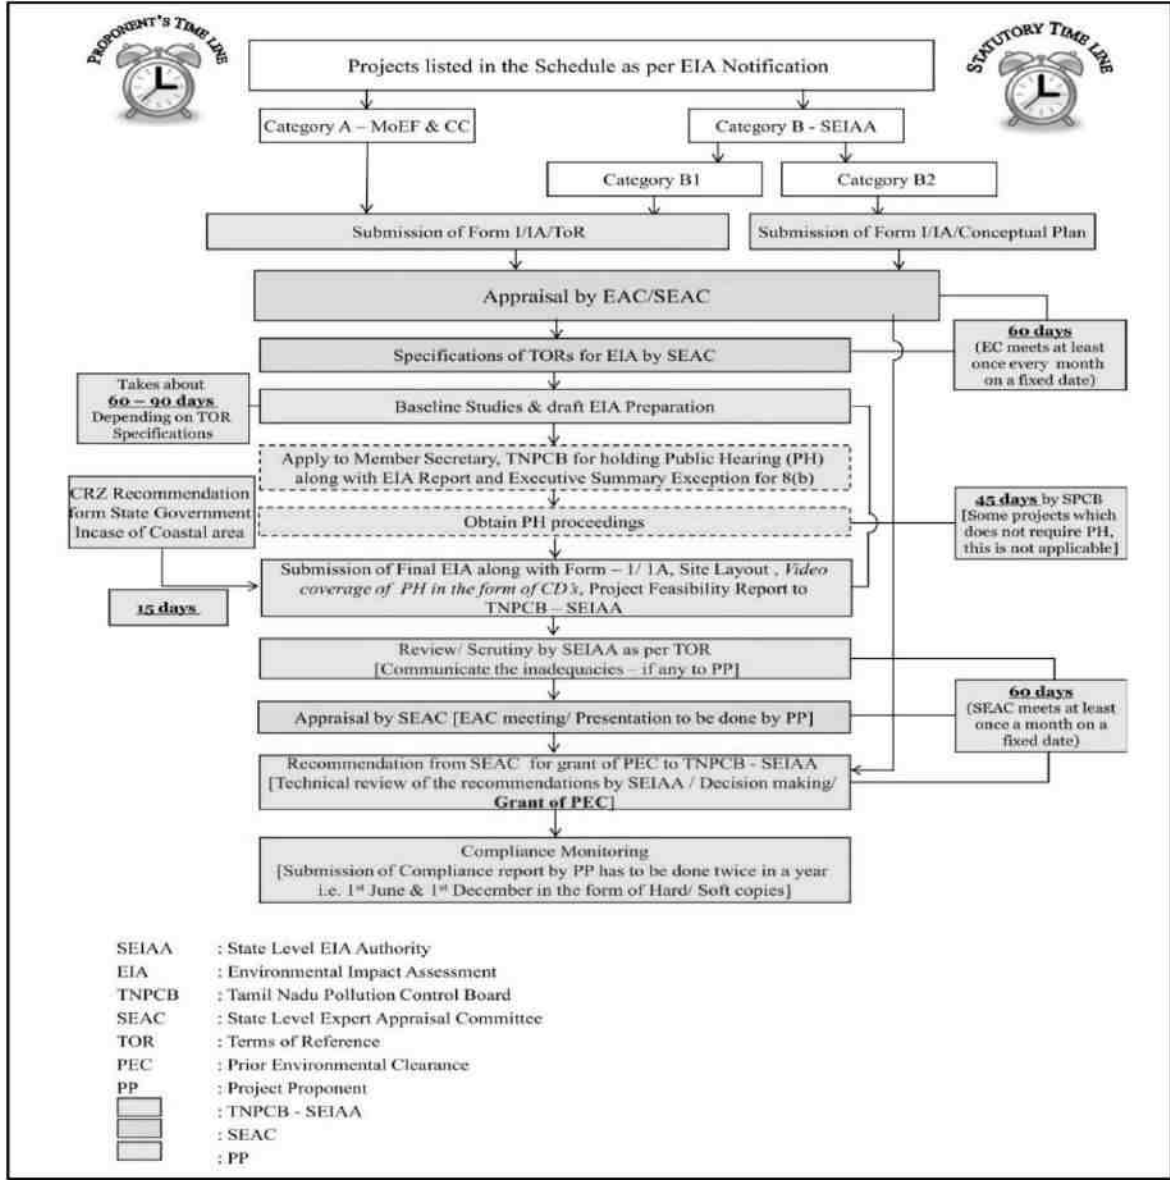 PROPONENT'S TIME LINE
STATUTORY TIME LINE
Projects listed in the Schedule as per EIA Notification
Category A – MoEF & CC
Category B - SEIAA
Category B1
Category B2
Submission of Form I/IA/ToR
Submission of Form I/IA/Conceptual Plan
Appraisal by EAC/SEAC
60 days
(EC meets at least
once every month
on a fixed date)
Specifications of TORs for EIA by SEAC
Takes about
60 – 90 days
Depending on TOR
Specifications
Baseline Studies & draft EIA Preparation
Apply to Member Secretary, TNPCB for holding Public Hearing (PH)
along with EIA Report and Executive Summary Exception for 8(b)
CRZ Recommendation
form State Government
Incase of Coastal area
45 days by SPCB
[Some projects which
does not require PH,
this is not applicable]
Obtain PH proceedings
15 days
Submission of Final EIA along with Form – 1/ 1A, Site Layout , Video
coverage of PH in the form of CD's, Project Feasibility Report to
TNPCB – SEIAA
Review/ Scrutiny by SEIAA as per TOR
[Communicate the inadequacies – if any to PP]
60 days
(SEAC meets at least
once a month on a
fixed date)
Appraisal by SEAC [EAC meeting/ Presentation to be done by PP]
Recommendation from SEAC for grant of PEC to TNPCB - SEIAA
[Technical review of the recommendations by SEIAA / Decision making/
Grant of PEC]
Compliance Monitoring
[Submission of Compliance report by PP has to be done twice in a year
i.e. 1st June & 1st December in the form of Hard/ Soft copies]
SEIAA : State Level EIA Authority
EIA : Environmental Impact Assessment
TNPCB : Tamil Nadu Pollution Control Board
SEAC : State Level Expert Appraisal Committee
TOR : Terms of Reference
PEC : Prior Environmental Clearance
PP : Project Proponent
: TNPCB - SEIAA
: SEAC
: PP